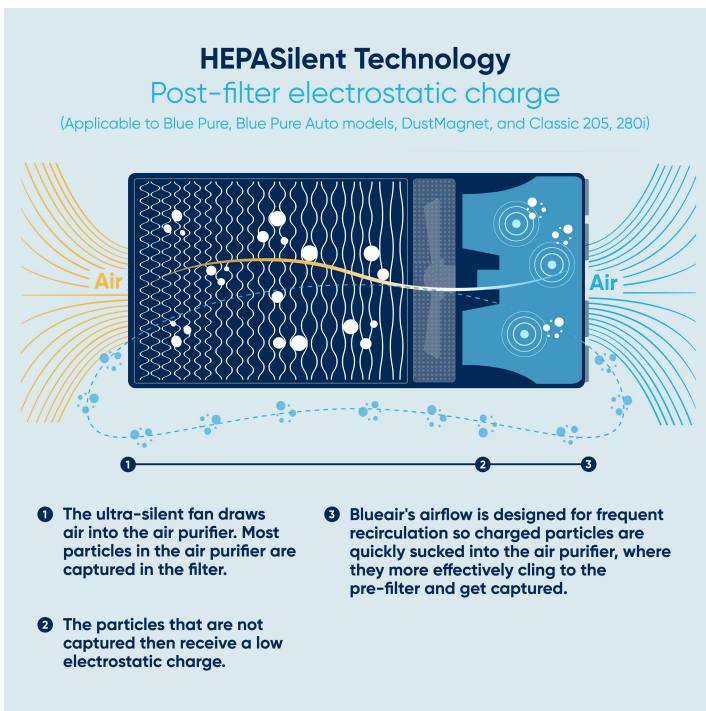 HEPASilent Technology
Post-filter electrostatic charge
(Applicable to Blue Pure, Blue Pure Auto models, DustMagnet, and Classic 205, 280i)
Air
Air
1
2
3
1 The ultra-silent fan draws
air into the air purifier. Most
particles in the air purifier are
captured in the filter.
2 The particles that are not
captured then receive a low
electrostatic charge.
3 Blueair's airflow is designed for frequent
recirculation so charged particles are
quickly sucked into the air purifier, where
they more effectively cling to the
pre-filter and get captured.